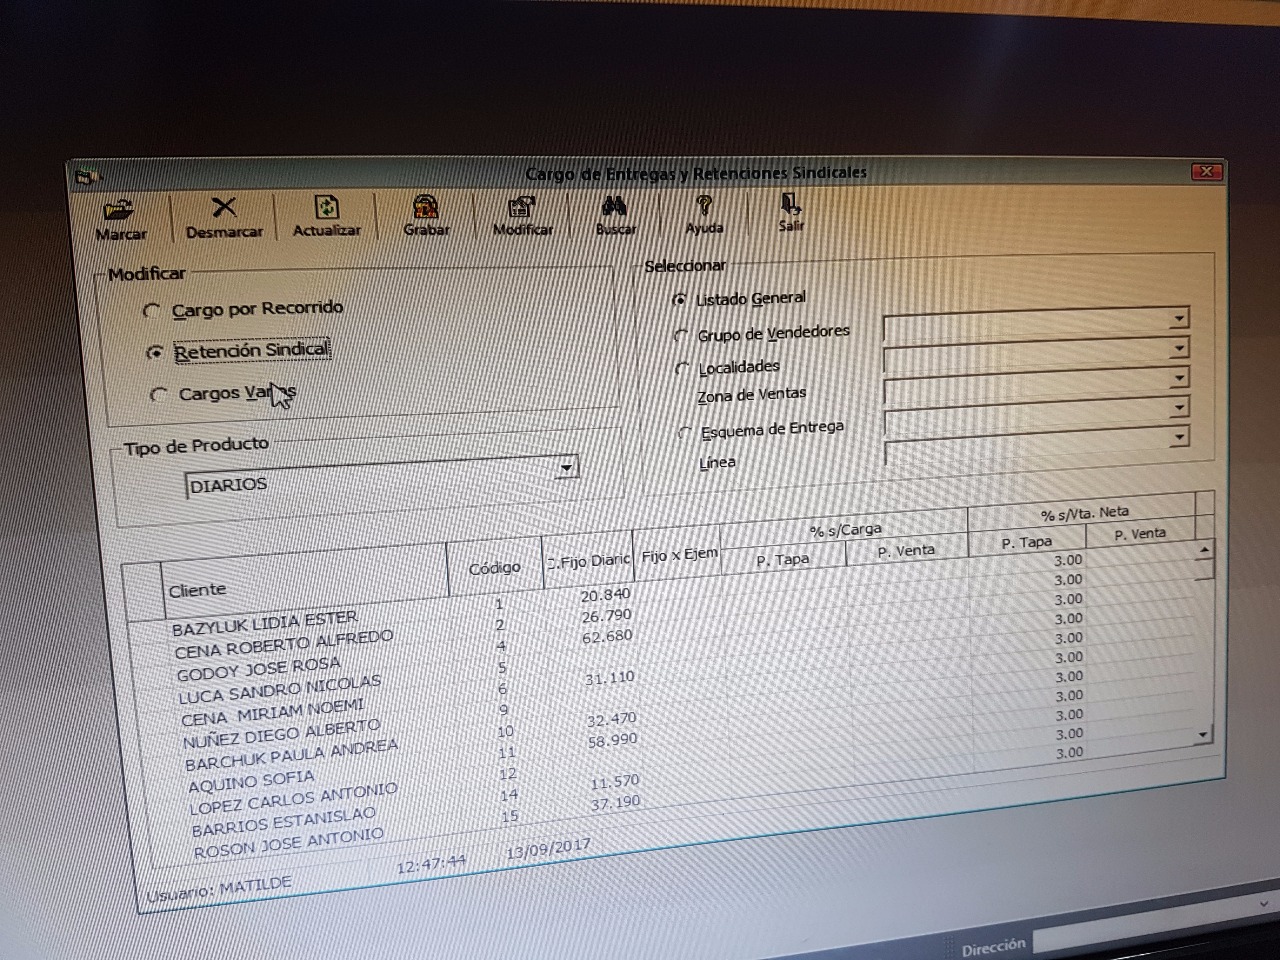 Cargo de Entregas y Retenciones Sindicales
Marcar Desmarcar Actualizar Grabar Modificar Buscar Ayuda Salir
Modificar
Cargo por Recorrido
Retención Sindical
Cargos Varios
Tipo de Producto
DIARIOS
Seleccionar
Listado General
Grupo de Vendedores
Localidades
Zona de Ventas
Esquema de Entrega
Línea
% s/Carga % s/Vta. Neta
Cliente Código C.Fijo Diaric Fijo x Ejem P. Tapa P. Venta P. Tapa P. Venta
BAZYLUK LIDIA ESTER 1 20.840 3.00
CENA ROBERTO ALFREDO 2 26.790 3.00
GODOY JOSE ROSA 4 62.680 3.00
LUCA SANDRO NICOLAS 5 3.00
CENA MIRIAM NOEMI 6 31.110 3.00
NUÑEZ DIEGO ALBERTO 9 3.00
BARCHUK PAULA ANDREA 10 32.470 3.00
AQUINO SOFIA 11 58.990 3.00
LOPEZ CARLOS ANTONIO 12 3.00
BARRIOS ESTANISLAO 14 11.570 3.00
ROSON JOSE ANTONIO 15 37.190 3.00
Usuario: MATILDE 12:47:44 13/09/2017
Dirección